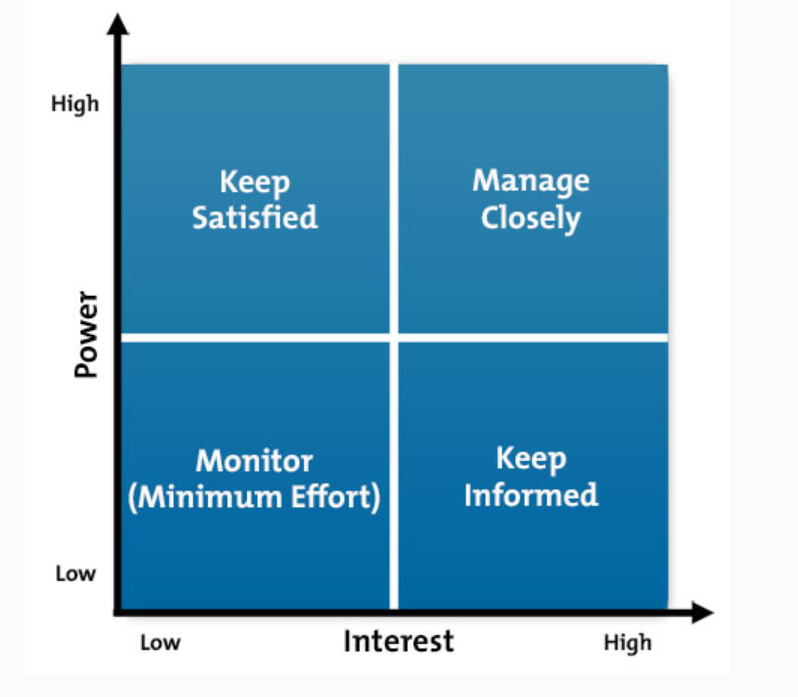 High
Keep
Satisfied
Manage
Closely
Power
Monitor
(Minimum Effort)
Keep
Informed
Low
Low
Interest
High